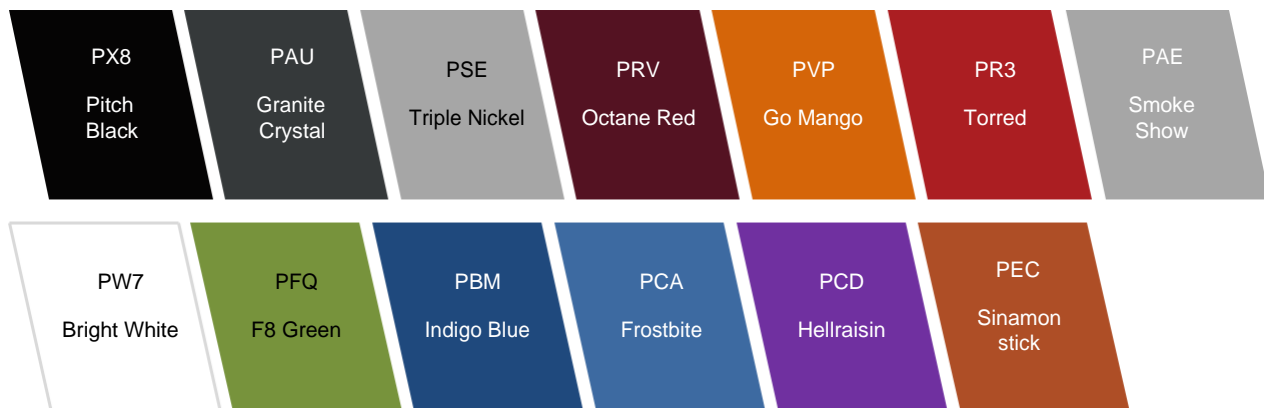 PX8
Pitch
Black
PAU
Granite
Crystal
PSE
Triple Nickel
PRV
Octane Red
PVP
Go Mango
PR3
Torred
PAE
Smoke
Show
PW7
Bright White
PFQ
F8 Green
PBM
Indigo Blue
PCA
Frostbite
PCD
Hellraisin
PEC
Sinamon
stick